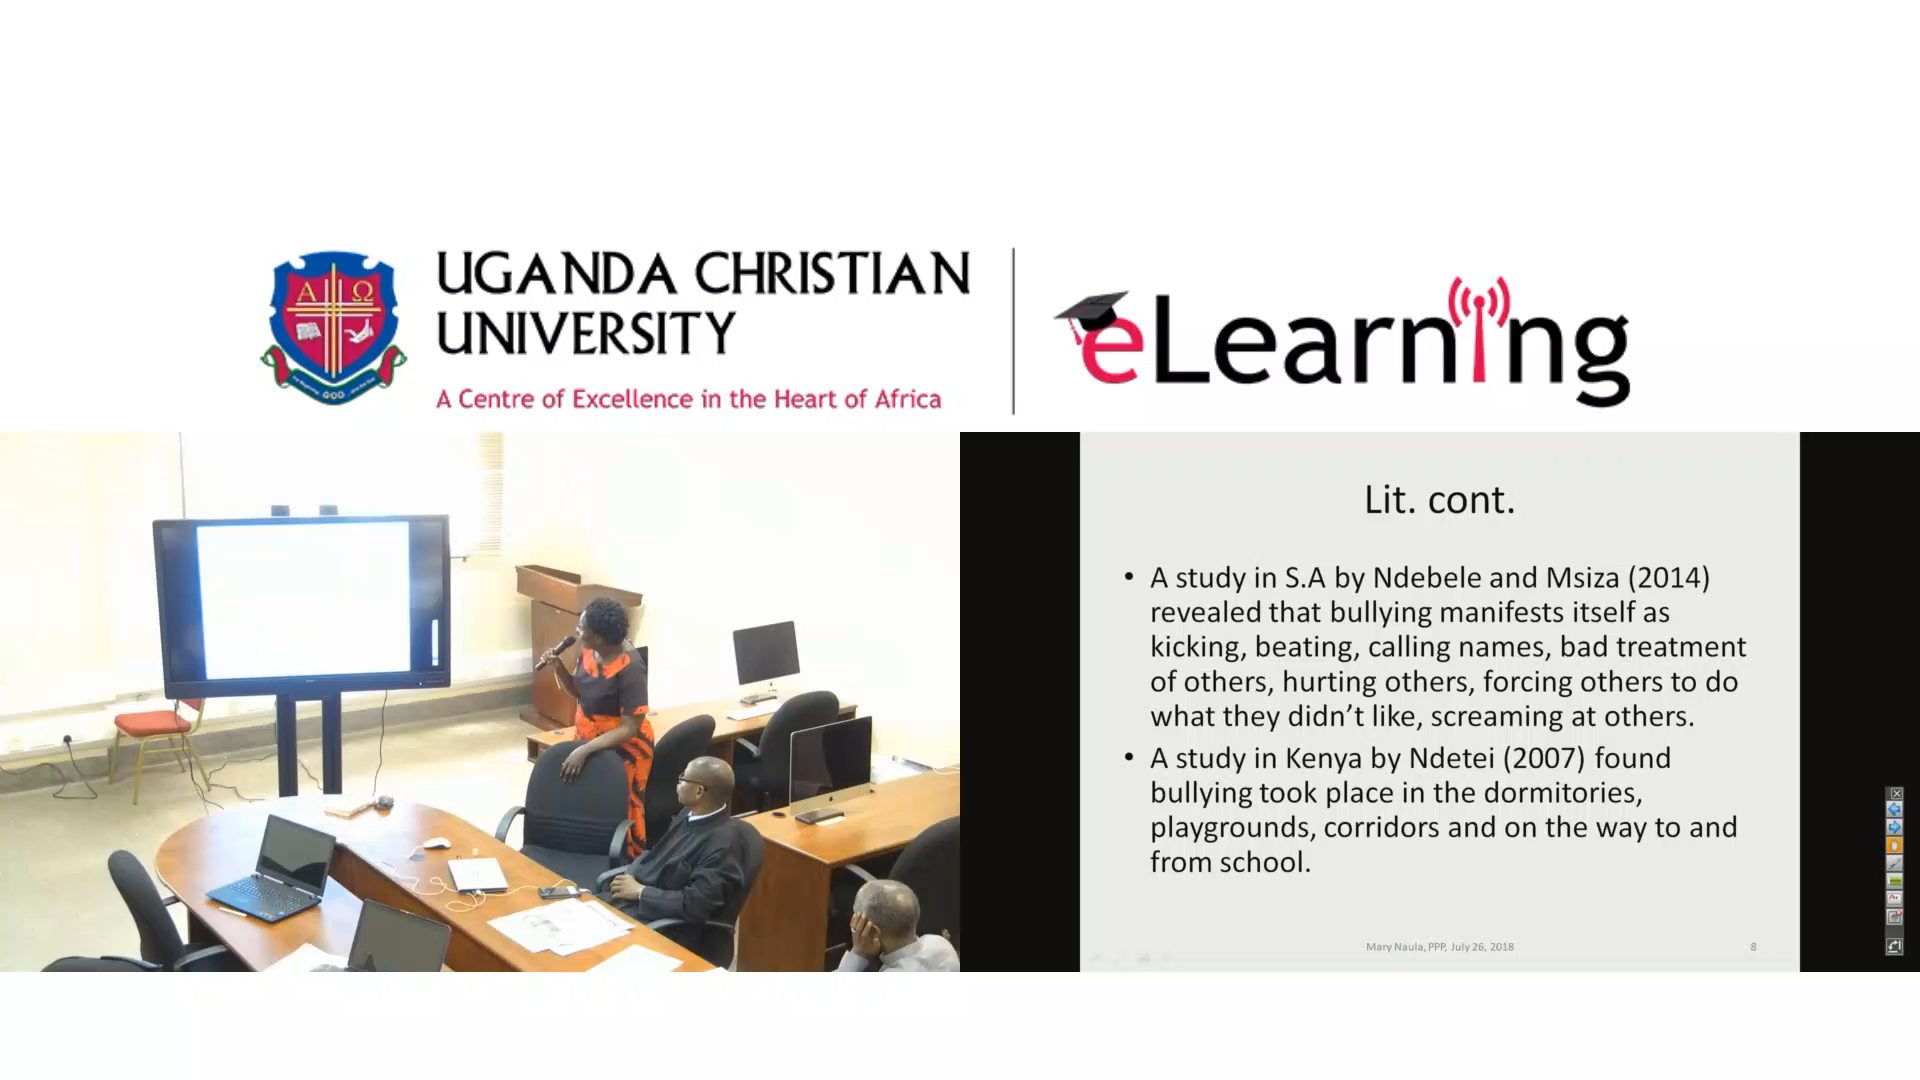 UGANDA CHRISTIAN
UNIVERSITY
A Centre of Excellence in the Heart of Africa
eLearning
Α Ω
GOD
Lit. cont.
• A study in S.A by Ndebele and Msiza (2014)
revealed that bullying manifests itself as
kicking, beating, calling names, bad treatment
of others, hurting others, forcing others to do
what they didn’t like, screaming at others.
• A study in Kenya by Ndetei (2007) found
bullying took place in the dormitories,
playgrounds, corridors and on the way to and
from school.
Mary Naula, PPP, July 26, 2018
8